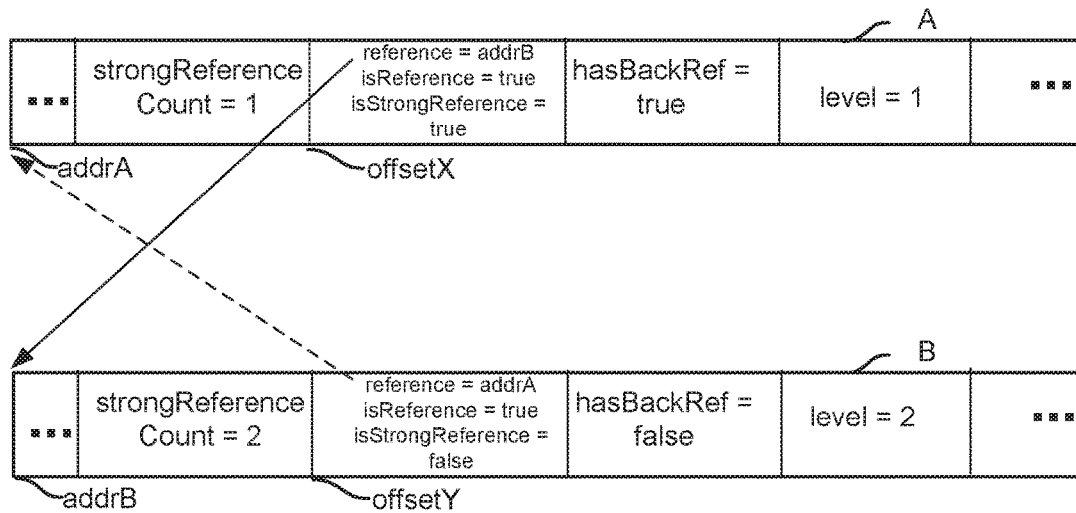 A
...
strongReference
Count = 1
reference = addrB
isReference = true
isStrongReference =
true
hasBackRef =
true
level = 1
...
addrA
offsetX
B
...
strongReference
Count = 2
reference = addrA
isReference = true
isStrongReference =
false
hasBackRef =
false
level = 2
...
addrB
offsetY